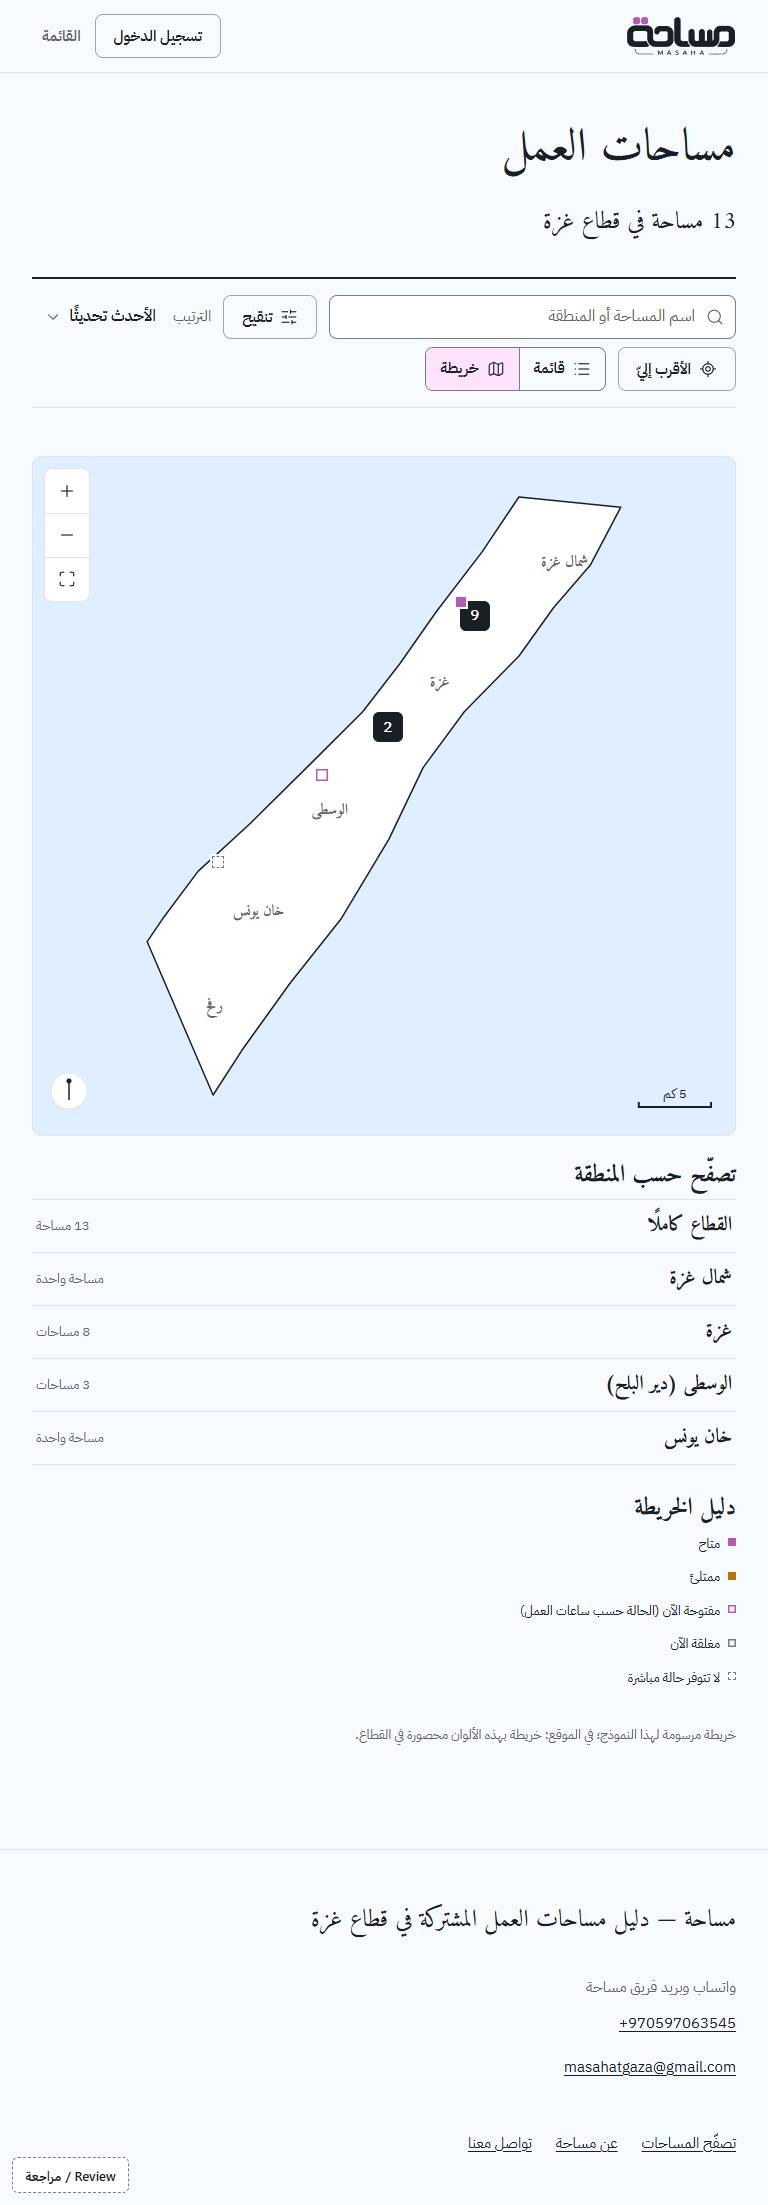 مساحة
MASAHA
تسجيل الدخول
القائمة
مساحات العمل
13 مساحة في قطاع غزة
اسم المساحة أو المنطقة
تنقيح
الترتيب
الأحدث تحديثًا
الأقرب إليّ
قائمة
خريطة
شمال غزة
9
غزة
2
الوسطى
خان يونس
رفح
5 كم
تصفّح حسب المنطقة
القطاع كاملًا 13 مساحة
شمال غزة مساحة واحدة
غزة 8 مساحات
الوسطى (دير البلح) 3 مساحات
خان يونس مساحة واحدة
دليل الخريطة
متاح
ممتلئ
مفتوحة الآن (الحالة حسب ساعات العمل)
مغلقة الآن
لا تتوفر حالة مباشرة
خريطة مرسومة لهذا النموذج؛ في الموقع: خريطة بهذه الألوان محصورة في القطاع.
مساحة — دليل مساحات العمل المشتركة في قطاع غزة
واتساب وبريد فريق مساحة
+970597063545
masahatgaza@gmail.com
تصفّح المساحات عن مساحة تواصل معنا
Review / مراجعة